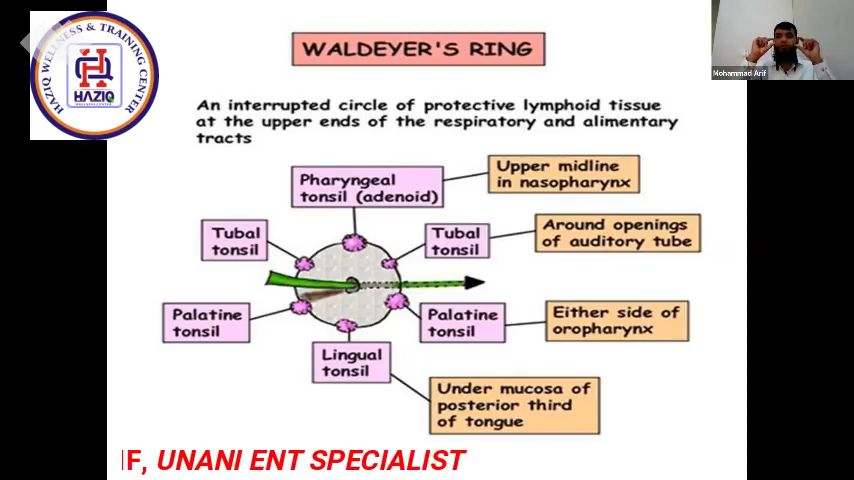 HAZIQ WELLNESS & TRAINING CENTER
HAZIQ
WALDEYER'S RING
Mohammad Arif
An interrupted circle of protective lymphoid tissue
at the upper ends of the respiratory and alimentary
tracts
Pharyngeal
tonsil (adenoid)
Upper midline
in nasopharynx
Tubal
tonsil
Tubal
tonsil
Around openings
of auditory tube
Palatine
tonsil
Palatine
tonsil
Either side of
oropharynx
Lingual
tonsil
Under mucosa of
posterior third
of tongue
IF, UNANI ENT SPECIALIST